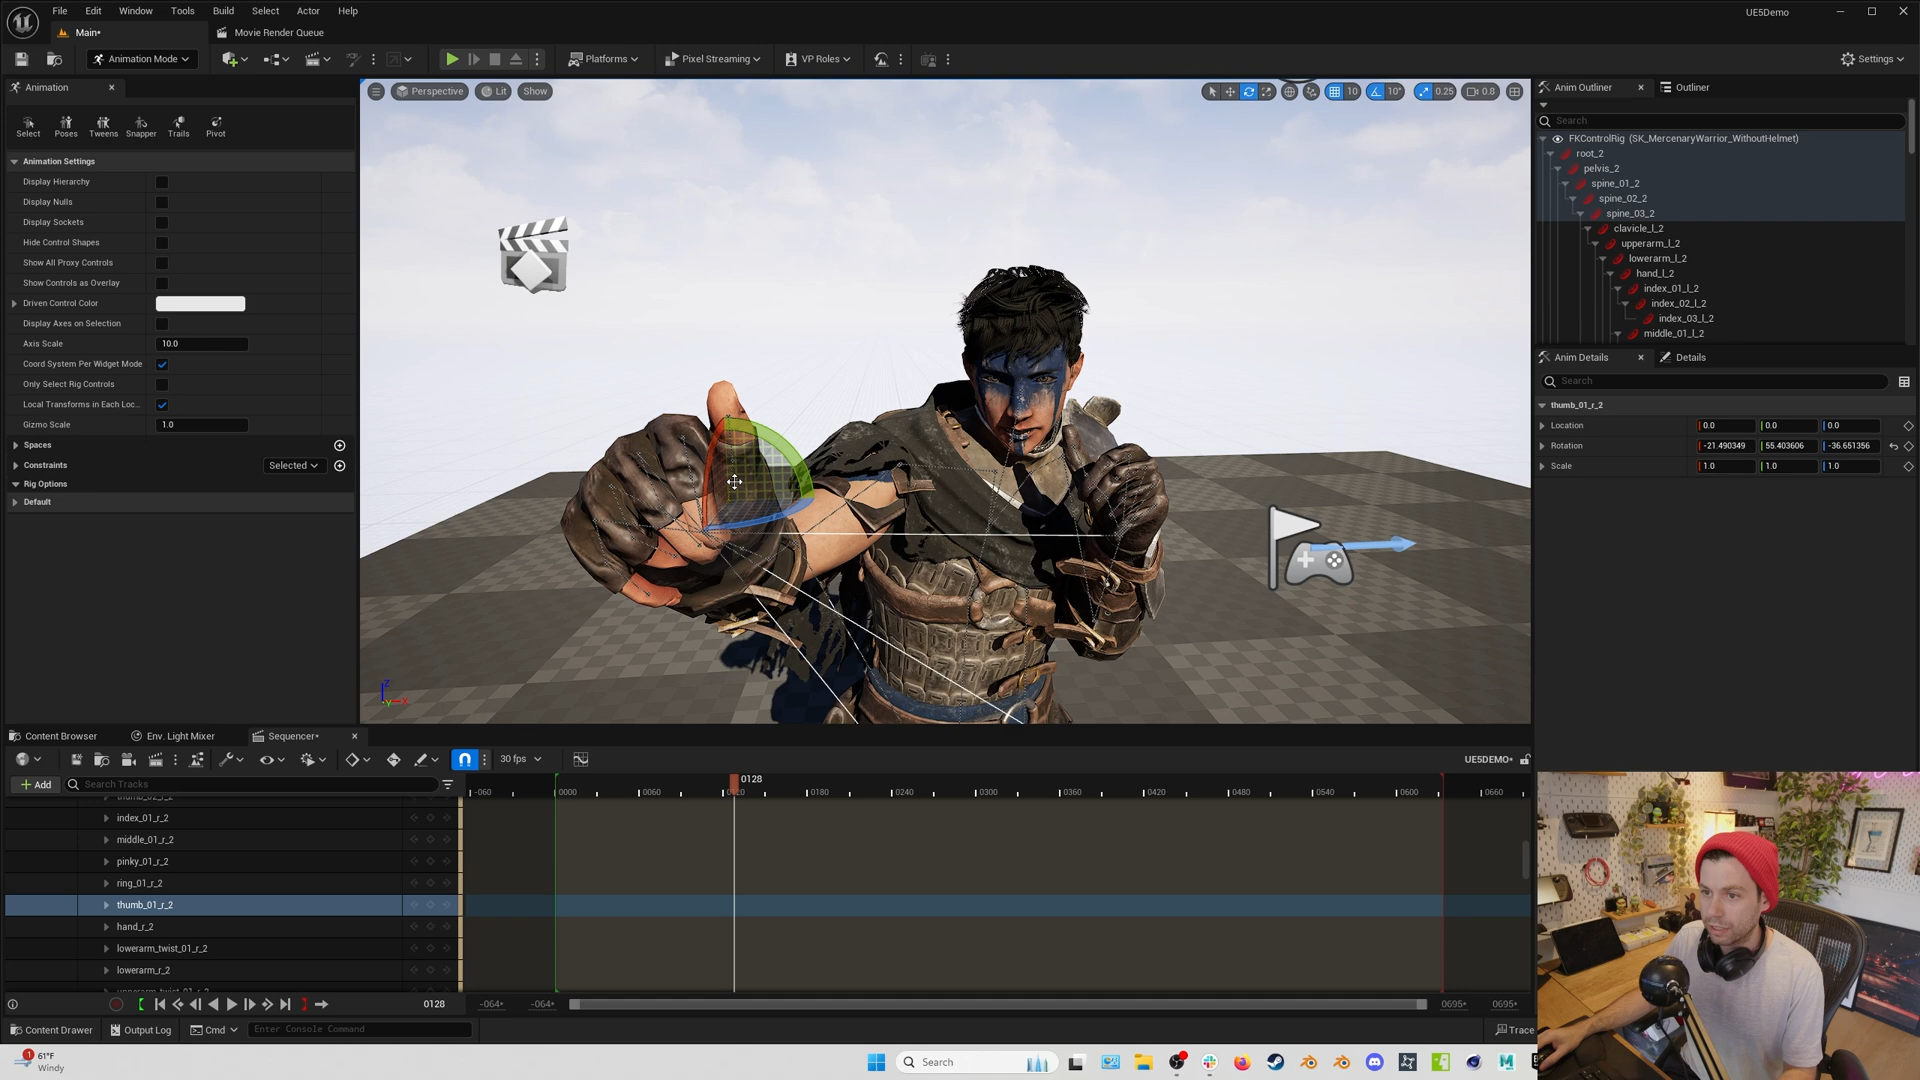 File Edit Window Tools Build Select Actor Help
UE5Demo
Main*
Movie Render Queue
Animation Mode
Platforms
Pixel Streaming
VP Roles
Settings
Animation
Select Poses Tweens Snapper Trails Pivot
Animation Settings
Display Hierarchy
Display Nulls
Display Sockets
Hide Control Shapes
Show All Proxy Controls
Show Controls as Overlay
Driven Control Color
Display Axes on Selection
Axis Scale 10.0
Coord System Per Widget Mode
Only Select Rig Controls
Local Transforms in Each Loc...
Gizmo Scale 1.0
Spaces
Constraints Selected
Rig Options
Default
Perspective Lit Show
10 10° 0.25 0.8
Z
Y X
Anim Outliner Outliner
Search
FKControlRig (SK_MercenaryWarrior_WithoutHelmet)
root_2
pelvis_2
spine_01_2
spine_02_2
spine_03_2
clavicle_l_2
upperarm_l_2
lowerarm_l_2
hand_l_2
index_01_l_2
index_02_l_2
index_03_l_2
middle_01_l_2
Anim Details Details
Search
thumb_01_r_2
Location 0.0 0.0 0.0
Rotation -21.490349 55.403606 -36.651356
Scale 1.0 1.0 1.0
Content Browser Env. Light Mixer Sequencer*
30 fps
UE5DEMO*
Add Search Tracks
0128
-060 0000 0060 0120 0180 0240 0300 0360 0420 0480 0540 0600 0660
index_01_r_2
middle_01_r_2
pinky_01_r_2
ring_01_r_2
thumb_01_r_2
hand_r_2
lowerarm_twist_01_r_2
lowerarm_r_2
upperarm_twist_01_r_2
0128 -064* -064* 0695* 0695*
Content Drawer Output Log Cmd Enter Console Command
Trace
1
61°F
Windy
Search